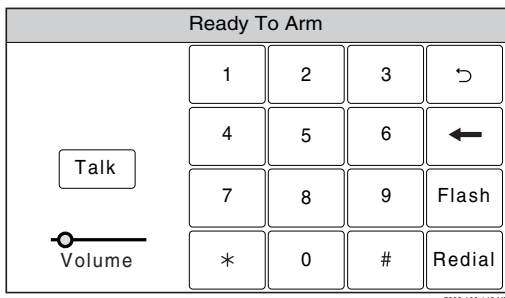 Ready To Arm
1 2 3
4 5 6
Talk
7 8 9 Flash
Volume
* 0 # Redial